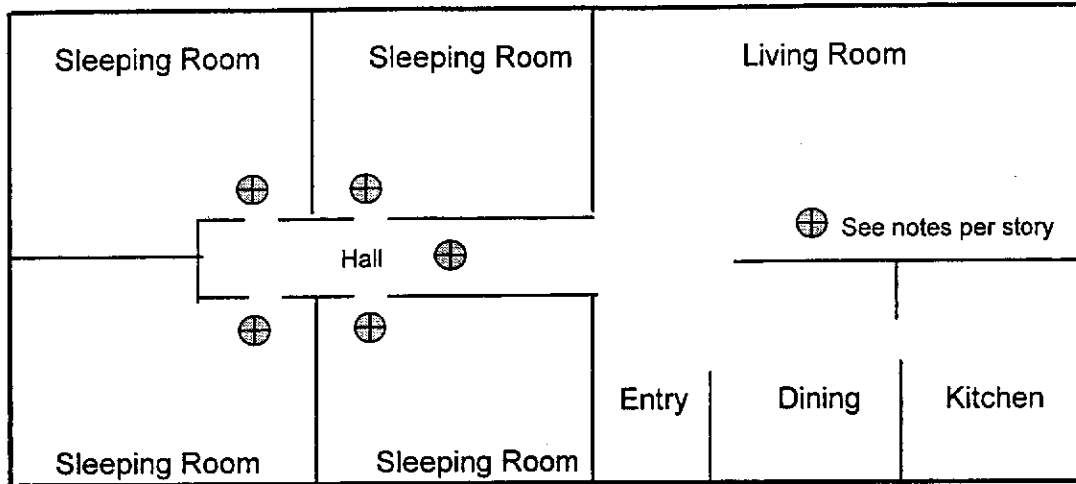 Sleeping Room
Sleeping Room
Living Room
See notes per story
Hall
Entry
Dining
Kitchen
Sleeping Room
Sleeping Room